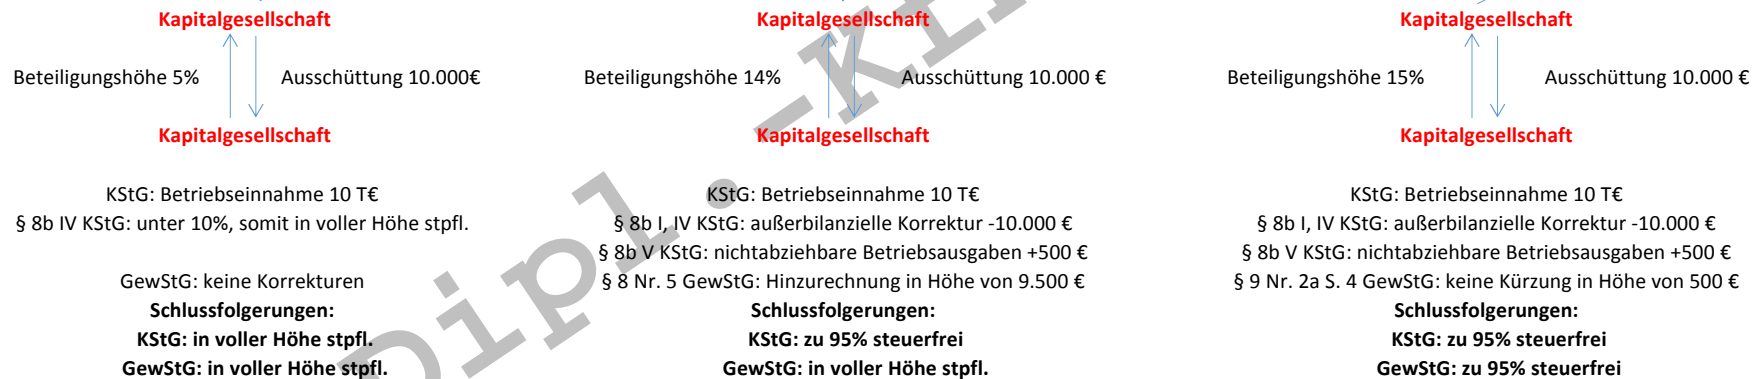 Kapitalgesellschaft
Beteiligungshöhe 5%
Ausschüttung 10.000€
Kapitalgesellschaft
KStG: Betriebseinnahme 10 T€
§ 8b IV KStG: unter 10%, somit in voller Höhe stpfl.
GewStG: keine Korrekturen
Schlussfolgerungen:
KStG: in voller Höhe stpfl.
GewStG: in voller Höhe stpfl.
Kapitalgesellschaft
Beteiligungshöhe 14%
Ausschüttung 10.000 €
Kapitalgesellschaft
KStG: Betriebseinnahme 10 T€
§ 8b I, IV KStG: außerbilanzielle Korrektur -10.000 €
§ 8b V KStG: nichtabziehbare Betriebsausgaben +500 €
§ 8 Nr. 5 GewStG: Hinzurechnung in Höhe von 9.500 €
Schlussfolgerungen:
KStG: zu 95% steuerfrei
GewStG: in voller Höhe stpfl.
Kapitalgesellschaft
Beteiligungshöhe 15%
Ausschüttung 10.000 €
Kapitalgesellschaft
KStG: Betriebseinnahme 10 T€
§ 8b I, IV KStG: außerbilanzielle Korrektur -10.000 €
§ 8b V KStG: nichtabziehbare Betriebsausgaben +500 €
§ 9 Nr. 2a S. 4 GewStG: keine Kürzung in Höhe von 500 €
Schlussfolgerungen:
KStG: zu 95% steuerfrei
GewStG: zu 95% steuerfrei
Dipl.